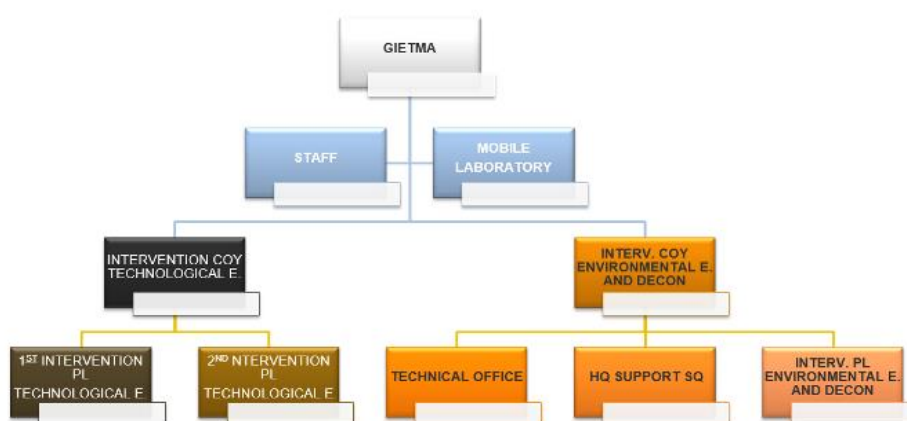 GIETMA
STAFF
MOBILE
LABORATORY
INTERVENTION COY
TECHNOLOGICAL E.
INTERV. COY
ENVIRONMENTAL E.
AND DECON
1ST INTERVENTION
PL
TECHNOLOGICAL E.
2ND NTERVENTION
PL
TECHNOLOGICAL E
TECHNICAL OFFICE
HQ SUPPORT SQ
INTERV. PL
ENVIRONMENTAL E.
AND DECON